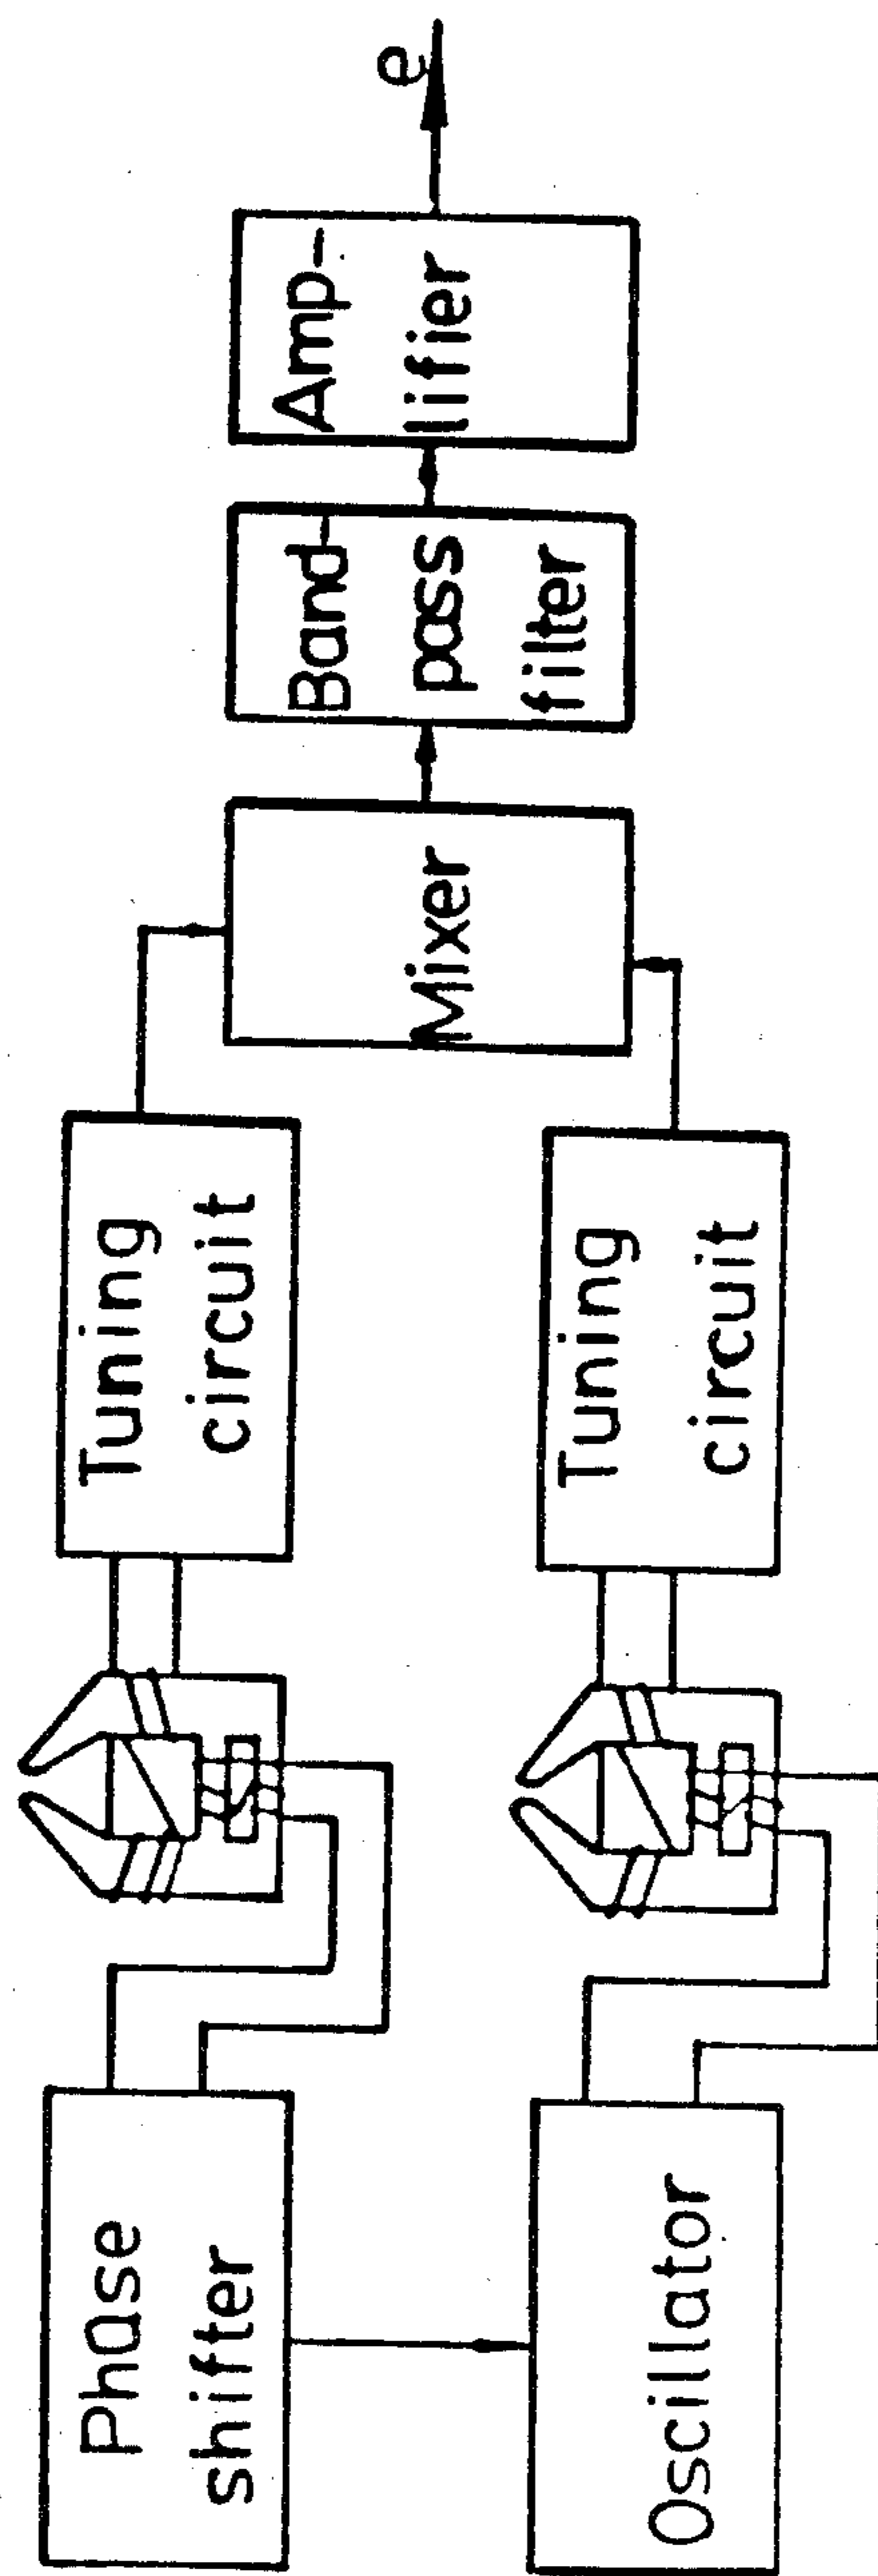 Phase
shifter
Oscillator
Tuning
circuit
Tuning
circuit
Mixer
Band-
pass
filter
Amp-
lifier
e